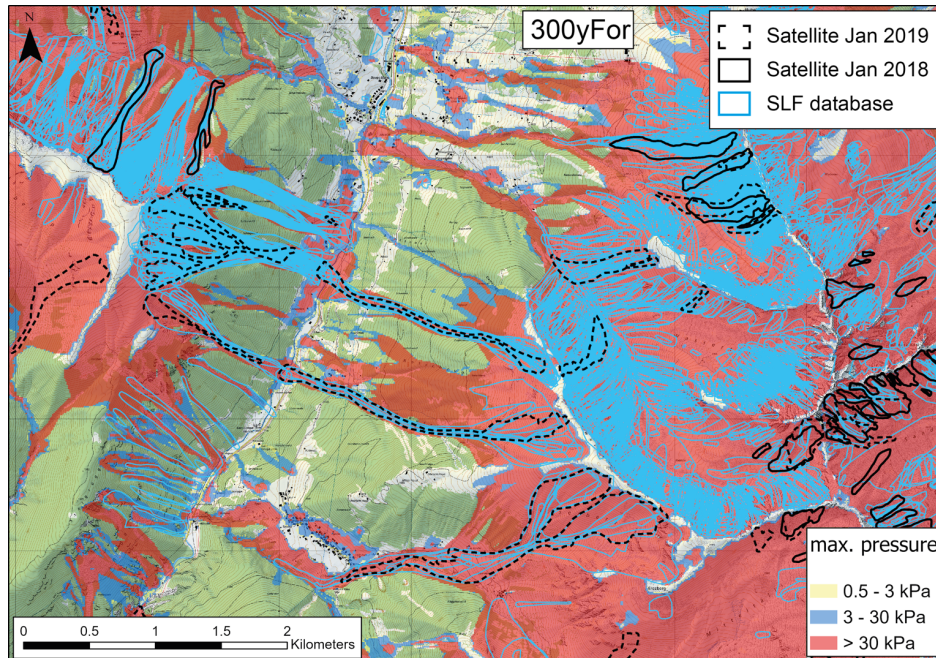 N
300yFor
Satellite Jan 2019
Satellite Jan 2018
SLF database
max. pressure
0.5 - 3 kPa
3 - 30 kPa
> 30 kPa
0 0.5 1 1.5 2
Kilometers